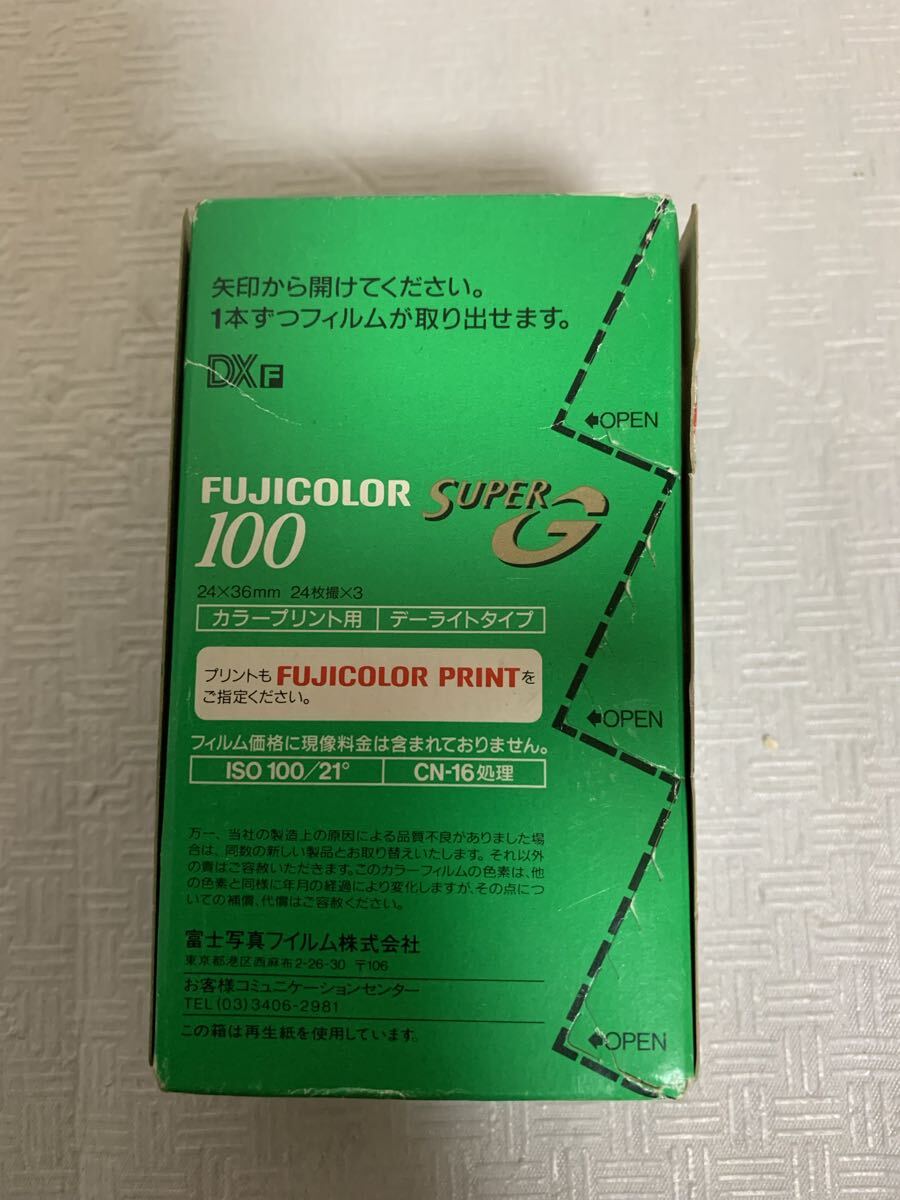 矢印から開けてください。
1本ずつフィルムが取り出せます。
DX F
OPEN
FUJICOLOR SUPER G
100
24×36mm 24枚撮×3
カラープリント用 デーライトタイプ
プリントも FUJICOLOR PRINT を
ご指定ください。
OPEN
フィルム価格に現像料金は含まれておりません。
ISO 100/21° CN-16処理
万一、当社の製造上の原因による品質不良がありました場
合は、同数の新しい製品とお取り替えいたします。それ以外
の責はご容赦いただきます。このカラーフィルムの色素は、他
の色素と同様に年月の経過により変化しますが、その点につ
いての補償、代償はご容赦ください。
富士写真フイルム株式会社
東京都港区西麻布2-26-30 〒106
お客様コミュニケーションセンター
TEL(03)3406-2981
この箱は再生紙を使用しています。
OPEN